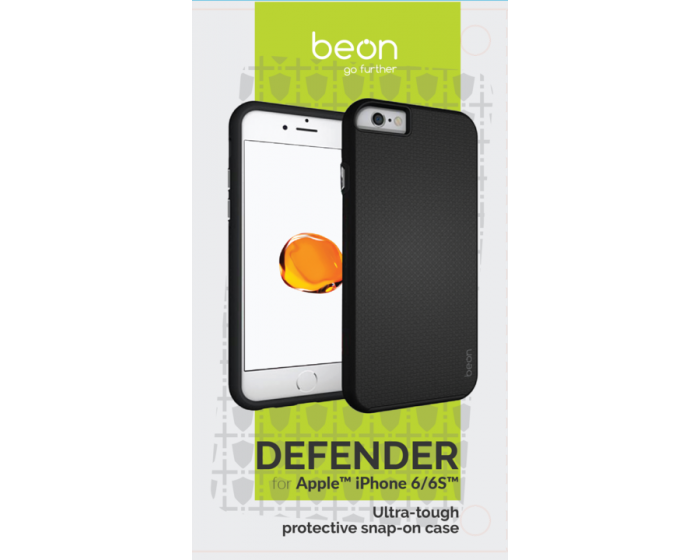 beon
go further
beon
DEFENDER
for Apple™ iPhone 6/6S™
Ultra-tough
protective snap-on case